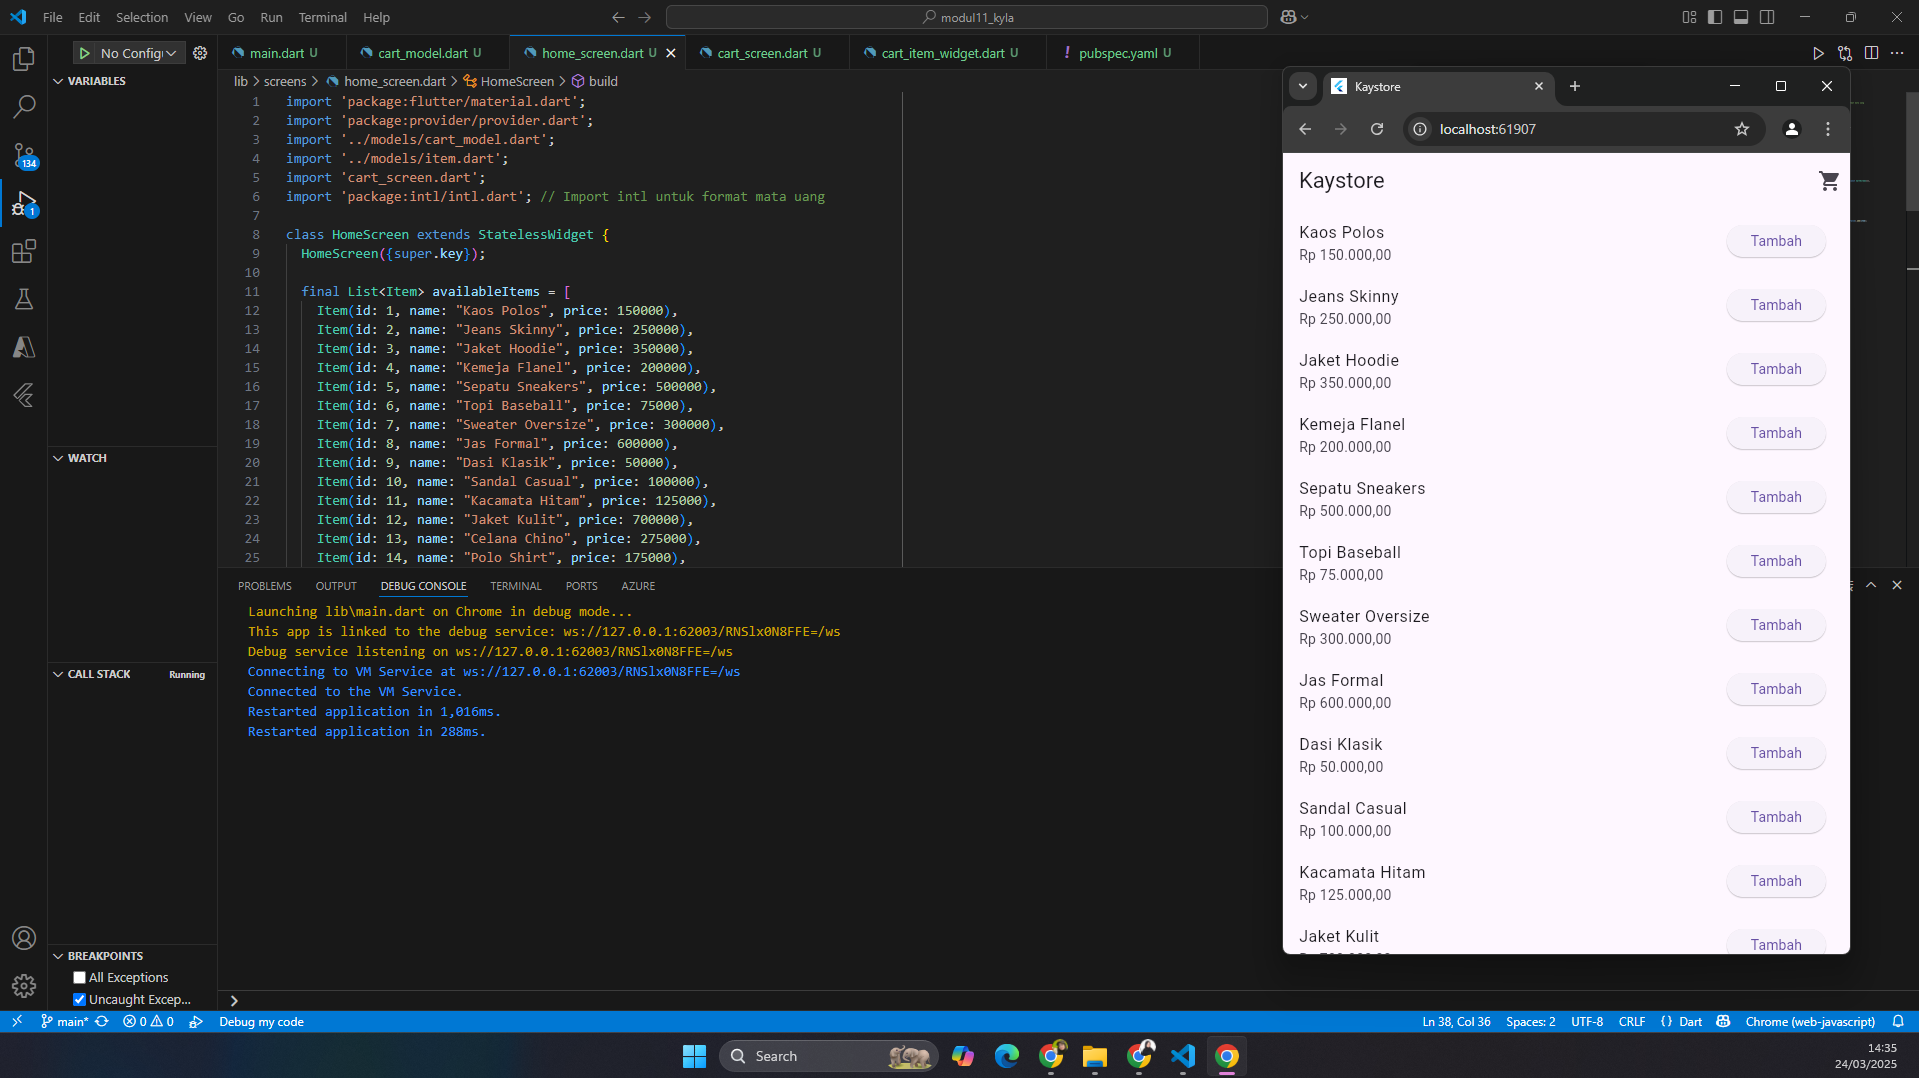 File Edit Selection View Go Run Terminal Help
modul11_kyla
No Config
main.dart U
cart_model.dart U
home_screen.dart U
cart_screen.dart U
cart_item_widget.dart U
! pubspec.yaml U
VARIABLES
lib > screens > home_screen.dart > HomeScreen > build
1 import 'package:flutter/material.dart';
2 import 'package:provider/provider.dart';
3 import '../models/cart_model.dart';
4 import '../models/item.dart';
5 import 'cart_screen.dart';
6 import 'package:intl/intl.dart'; // Import intl untuk format mata uang
7
8 class HomeScreen extends StatelessWidget {
9 HomeScreen({super.key});
10
11 final List<Item> availableItems = [
12 Item(id: 1, name: "Kaos Polos", price: 150000),
13 Item(id: 2, name: "Jeans Skinny", price: 250000),
14 Item(id: 3, name: "Jaket Hoodie", price: 350000),
15 Item(id: 4, name: "Kemeja Flanel", price: 200000),
16 Item(id: 5, name: "Sepatu Sneakers", price: 500000),
17 Item(id: 6, name: "Topi Baseball", price: 75000),
18 Item(id: 7, name: "Sweater Oversize", price: 300000),
19 Item(id: 8, name: "Jas Formal", price: 600000),
20 Item(id: 9, name: "Dasi Klasik", price: 50000),
21 Item(id: 10, name: "Sandal Casual", price: 100000),
22 Item(id: 11, name: "Kacamata Hitam", price: 125000),
23 Item(id: 12, name: "Jaket Kulit", price: 700000),
24 Item(id: 13, name: "Celana Chino", price: 275000),
25 Item(id: 14, name: "Polo Shirt", price: 175000),
WATCH
CALL STACK Running
BREAKPOINTS
All Exceptions
Uncaught Excep...
134
1
PROBLEMS OUTPUT DEBUG CONSOLE TERMINAL PORTS AZURE
Launching lib\main.dart on Chrome in debug mode...
This app is linked to the debug service: ws://127.0.0.1:62003/RNSlx0N8FFE=/ws
Debug service listening on ws://127.0.0.1:62003/RNSlx0N8FFE=/ws
Connecting to VM Service at ws://127.0.0.1:62003/RNSlx0N8FFE=/ws
Connected to the VM Service.
Restarted application in 1,016ms.
Restarted application in 288ms.
Kaystore
localhost:61907
Kaystore
Kaos Polos
Rp 150.000,00
Tambah
Jeans Skinny
Rp 250.000,00
Tambah
Jaket Hoodie
Rp 350.000,00
Tambah
Kemeja Flanel
Rp 200.000,00
Tambah
Sepatu Sneakers
Rp 500.000,00
Tambah
Topi Baseball
Rp 75.000,00
Tambah
Sweater Oversize
Rp 300.000,00
Tambah
Jas Formal
Rp 600.000,00
Tambah
Dasi Klasik
Rp 50.000,00
Tambah
Sandal Casual
Rp 100.000,00
Tambah
Kacamata Hitam
Rp 125.000,00
Tambah
Jaket Kulit
Tambah
main* 0 0 Debug my code
Ln 38, Col 36 Spaces: 2 UTF-8 CRLF {} Dart Chrome (web-javascript)
Search
14:35
24/03/2025